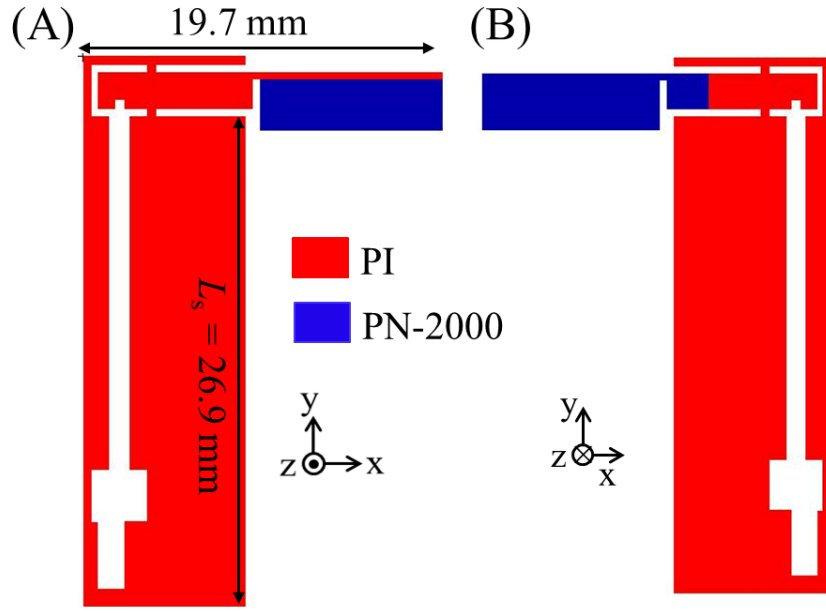 (A)
19.7 mm
(B)
PI
PN-2000
Ls = 26.9 mm
y
z
x
y
z
x